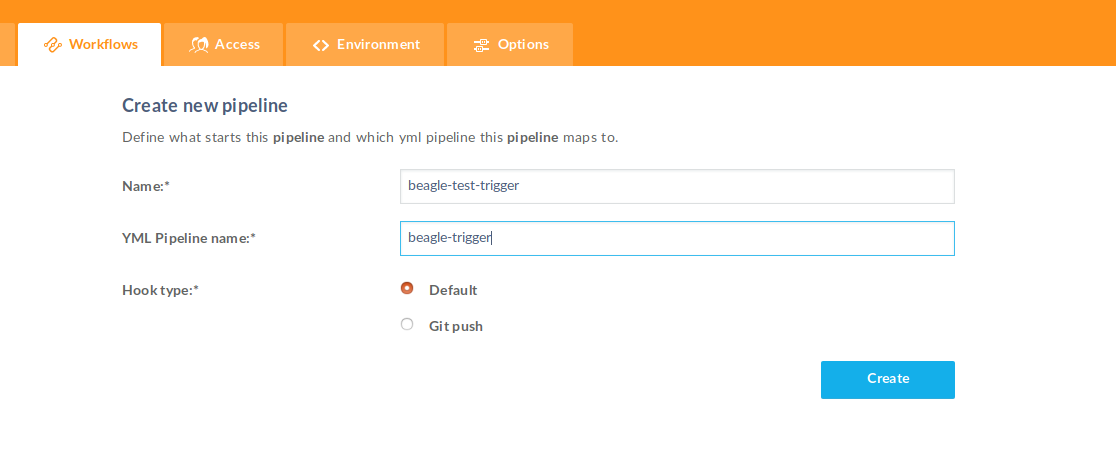 Workflows Access Environment Options
Create new pipeline
Define what starts this pipeline and which yml pipeline this pipeline maps to.
Name:* beagle-test-trigger
YML Pipeline name:* beagle-trigger
Hook type:* Default
Git push
Create